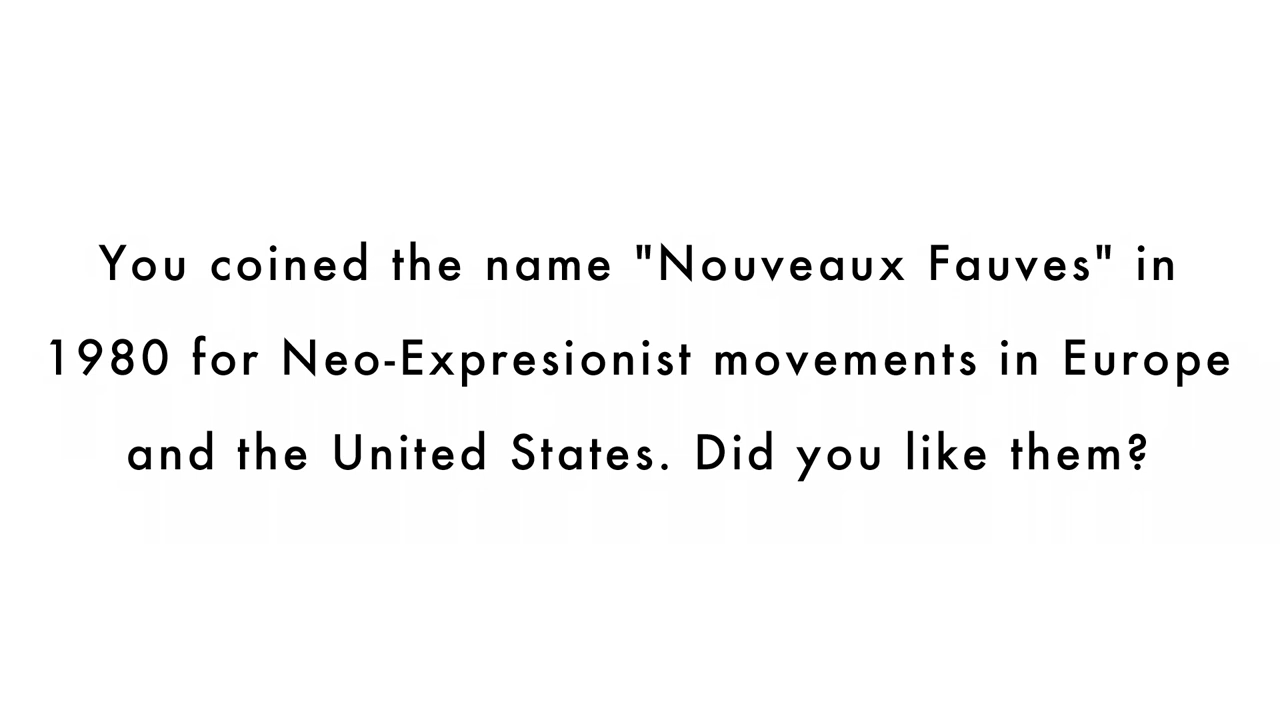 You coined the name "Nouveaux Fauves" in
1980 for Neo-Expresionist movements in Europe
and the United States. Did you like them?